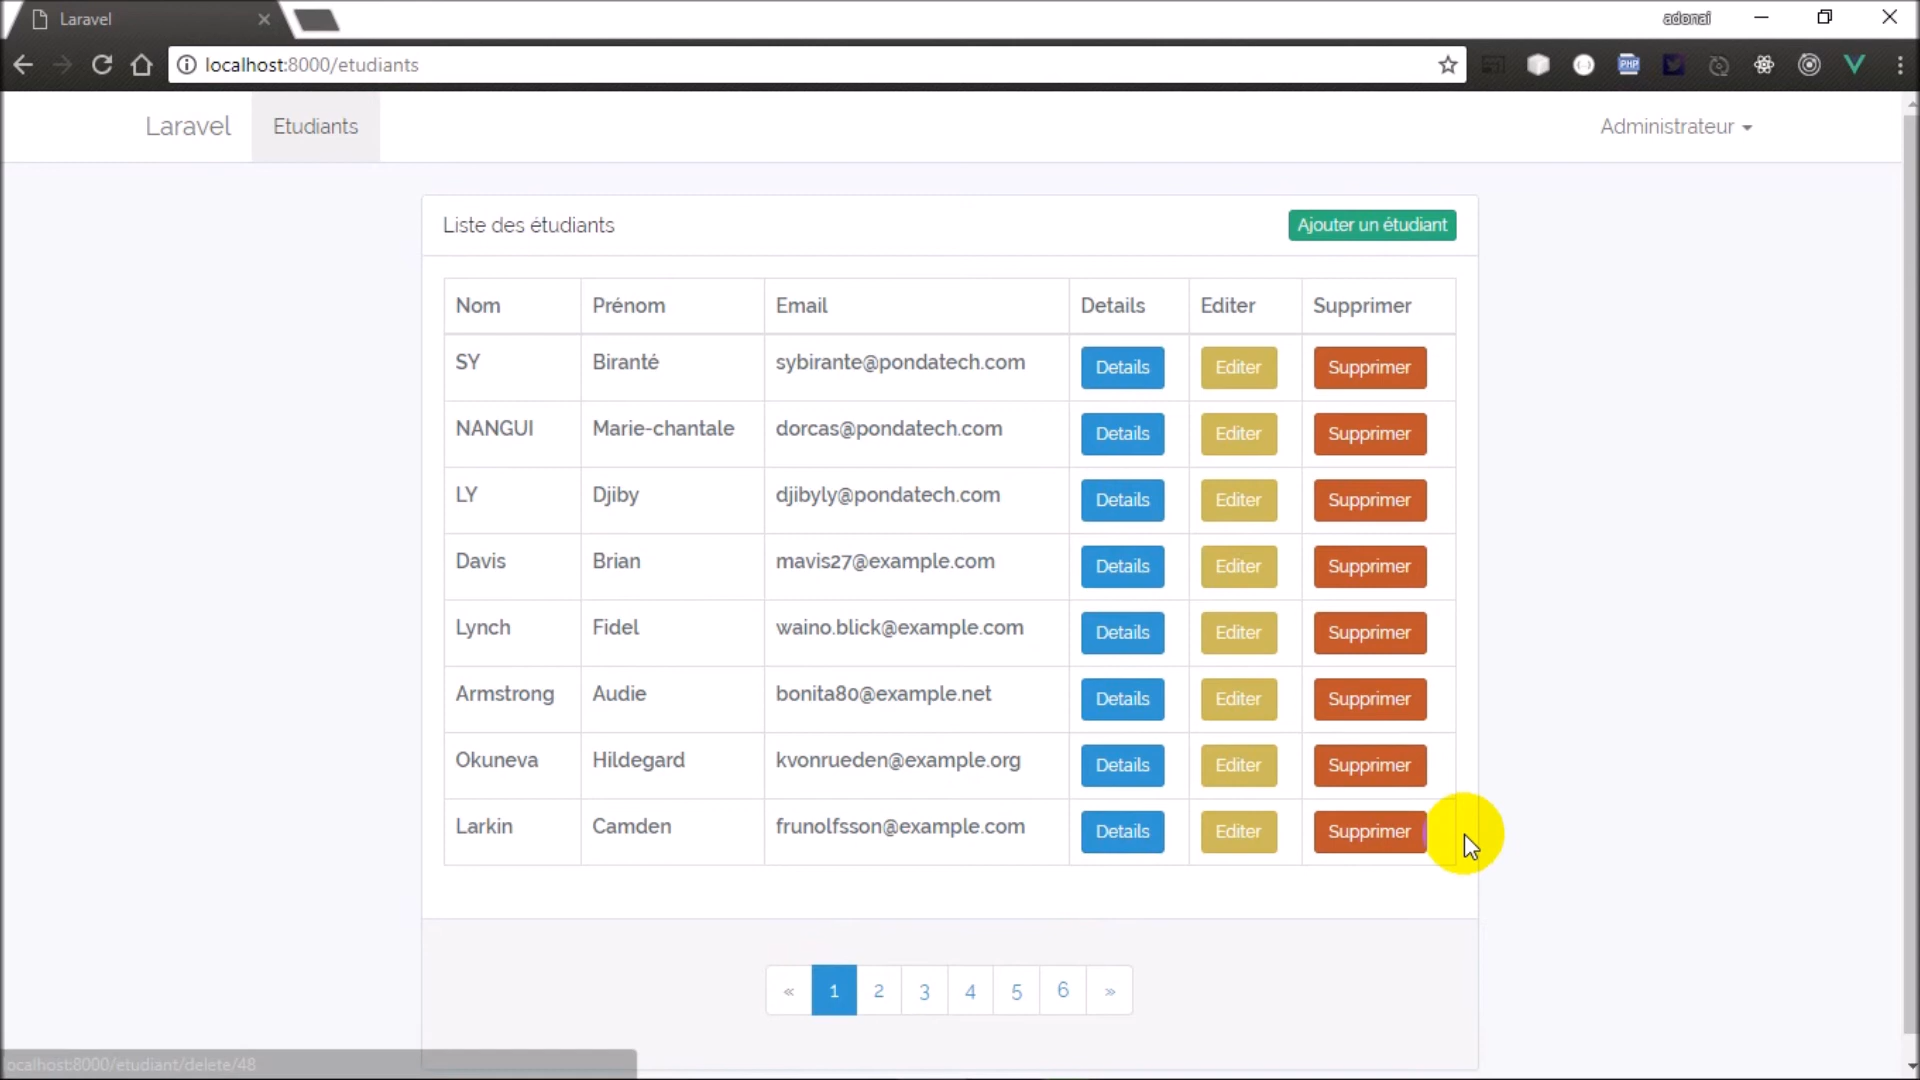 Laravel
adonai
localhost:8000/etudiants
PHP
Laravel Etudiants Administrateur
Liste des étudiants Ajouter un étudiant
Nom Prénom Email Details Editer Supprimer
SY Biranté sybirante@pondatech.com Details Editer Supprimer
NANGUI Marie-chantale dorcas@pondatech.com Details Editer Supprimer
LY Djiby djibyly@pondatech.com Details Editer Supprimer
Davis Brian mavis27@example.com Details Editer Supprimer
Lynch Fidel waino.blick@example.com Details Editer Supprimer
Armstrong Audie bonita80@example.net Details Editer Supprimer
Okuneva Hildegard kvonrueden@example.org Details Editer Supprimer
Larkin Camden frunolfsson@example.com Details Editer Supprimer
« 1 2 3 4 5 6 »
ocalhost:8000/etudiant/delete/48